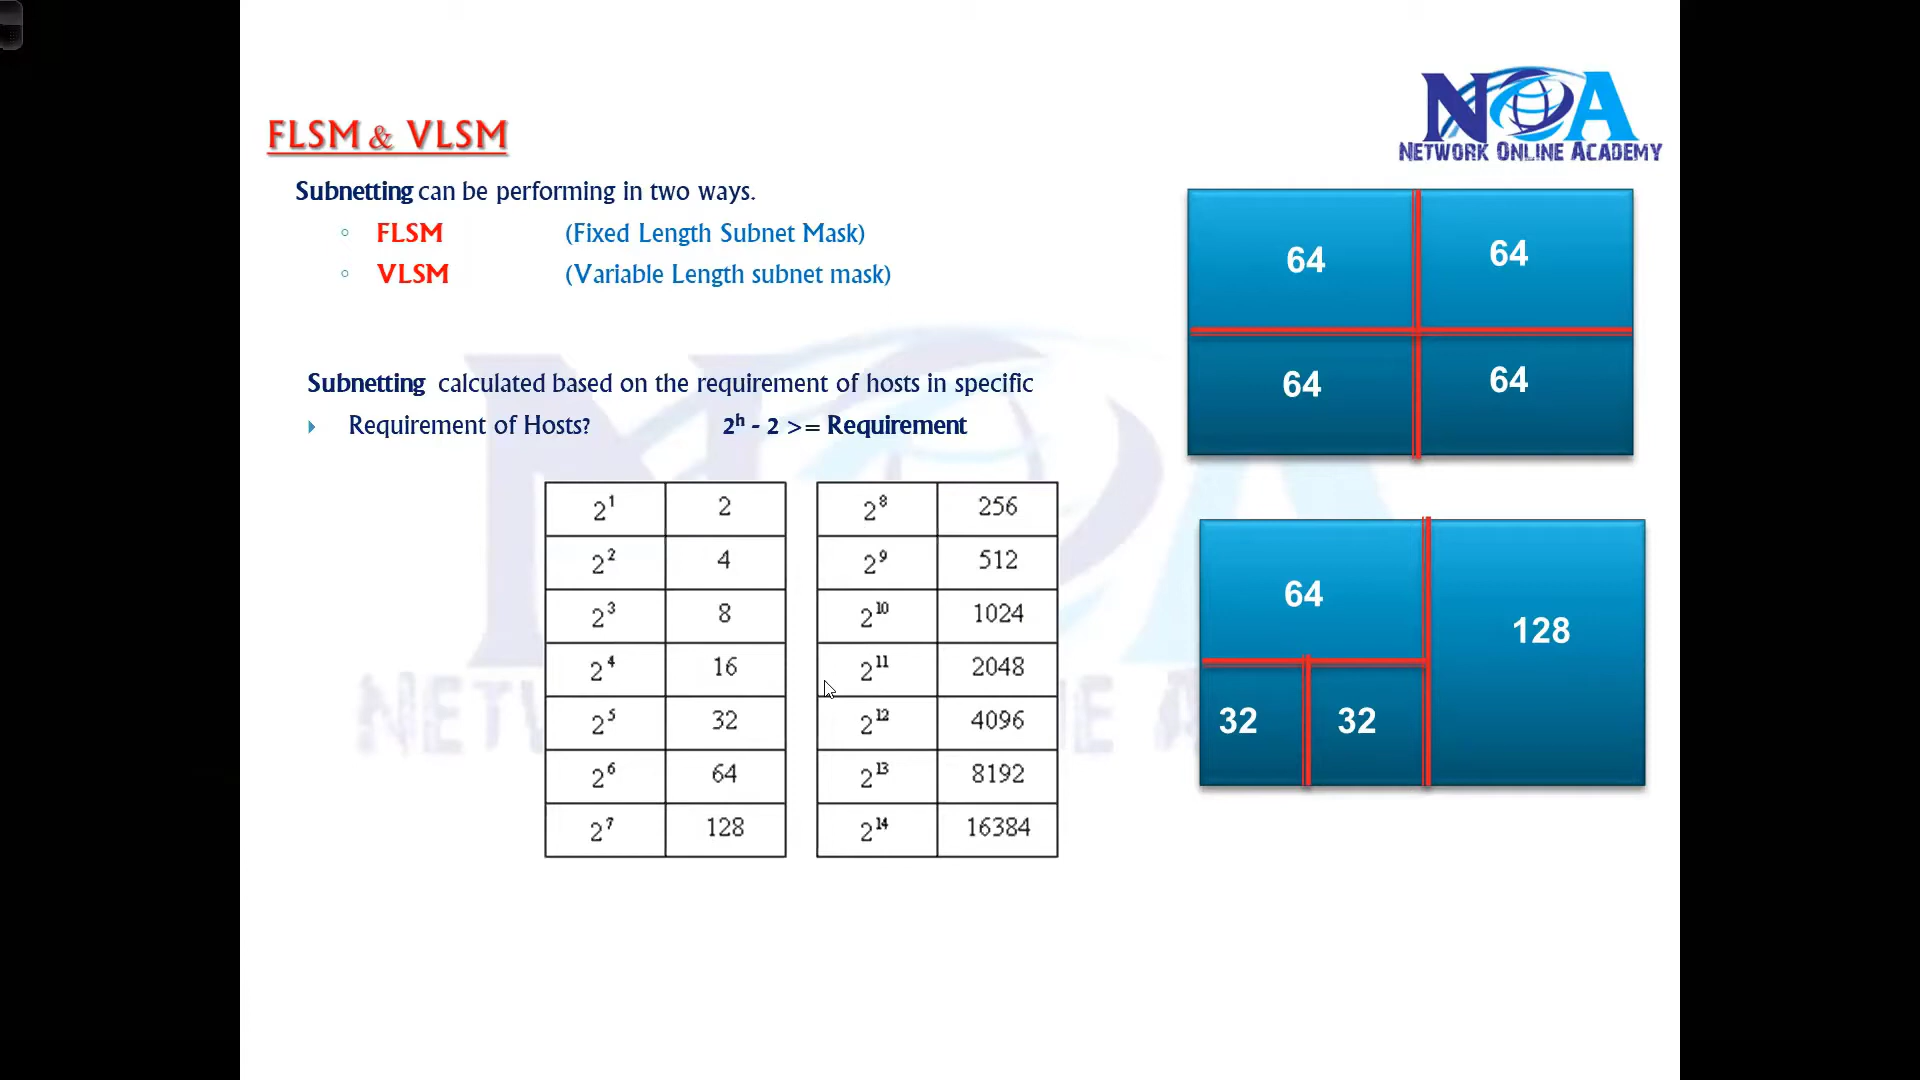 FLSM & VLSM
NOA
NETWORK ONLINE ACADEMY
Subnetting can be performing in two ways.
◦ FLSM (Fixed Length Subnet Mask)
◦ VLSM (Variable Length subnet mask)
Subnetting calculated based on the requirement of hosts in specific
Requirement of Hosts? 2ʰ - 2 >= Requirement
2¹ 2 2⁸ 256
2² 4 2⁹ 512
2³ 8 2¹⁰ 1024
2⁴ 16 2¹¹ 2048
2⁵ 32 2¹² 4096
2⁶ 64 2¹³ 8192
2⁷ 128 2¹⁴ 16384
64 64
64 64
64 128
32 32
NETWORK ONLINE A